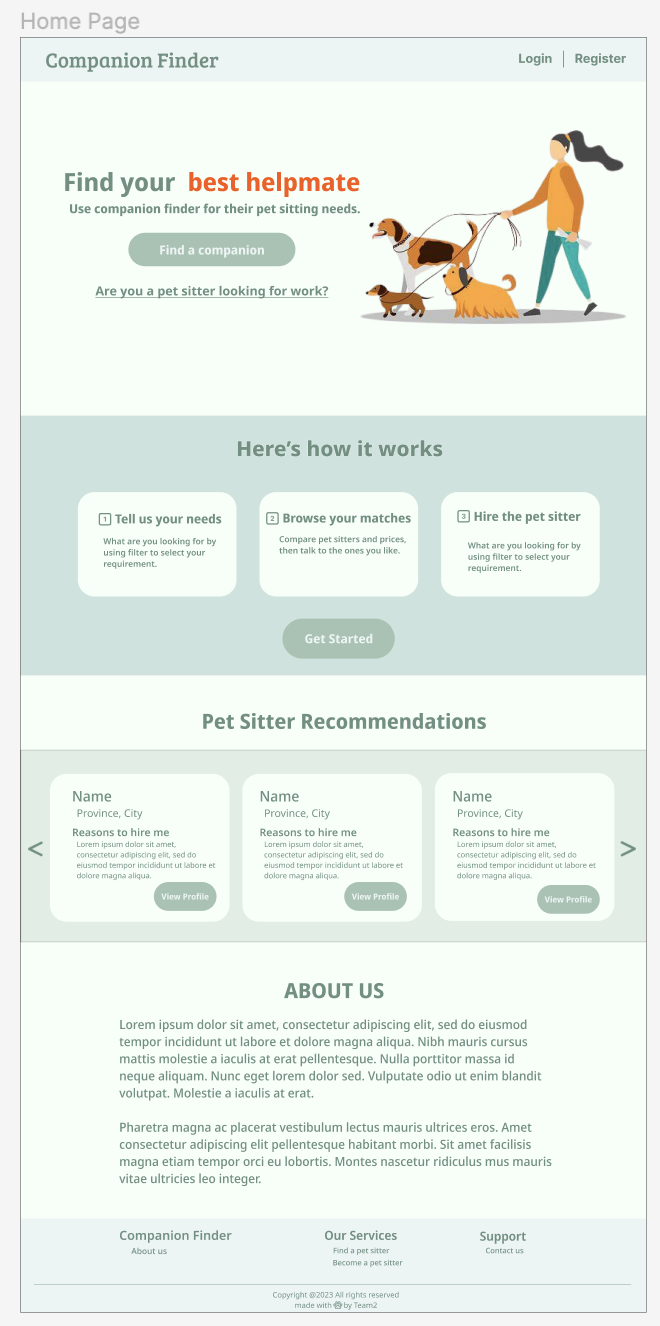 Home Page
Companion Finder
Login
Register
Find your best helpmate
Use companion finder for their pet sitting needs.
Find a companion
Are you a pet sitter looking for work?
Here's how it works
1 Tell us your needs
What are you looking for by
using filter to select your
requirement.
2 Browse your matches
Compare pet sitters and prices,
then talk to the ones you like.
3 Hire the pet sitter
What are you looking for by
using filter to select your
requirement.
Get Started
Pet Sitter Recommendations
<
Name
Province, City
Reasons to hire me
Lorem ipsum dolor sit amet,
consectetur adipiscing elit, sed do
eiusmod tempor incididunt ut labore et
dolore magna aliqua.
View Profile
Name
Province, City
Reasons to hire me
Lorem ipsum dolor sit amet,
consectetur adipiscing elit, sed do
eiusmod tempor incididunt ut labore et
dolore magna aliqua.
View Profile
Name
Province, City
Reasons to hire me
Lorem ipsum dolor sit amet,
consectetur adipiscing elit, sed do
eiusmod tempor incididunt ut labore et
dolore magna aliqua.
View Profile
>
ABOUT US
Lorem ipsum dolor sit amet, consectetur adipiscing elit, sed do eiusmod
tempor incididunt ut labore et dolore magna aliqua. Nibh mauris cursus
mattis molestie a iaculis at erat pellentesque. Nulla porttitor massa id
neque aliquam. Nunc eget lorem dolor sed. Vulputate odio ut enim blandit
volutpat. Molestie a iaculis at erat.
Pharetra magna ac placerat vestibulum lectus mauris ultrices eros. Amet
consectetur adipiscing elit pellentesque habitant morbi. Sit amet facilisis
magna etiam tempor orci eu lobortis. Montes nascetur ridiculus mus mauris
vitae ultricies leo integer.
Companion Finder
About us
Our Services
Find a pet sitter
Become a pet sitter
Support
Contact us
Copyright @2023 All rights reserved
made with by Team2